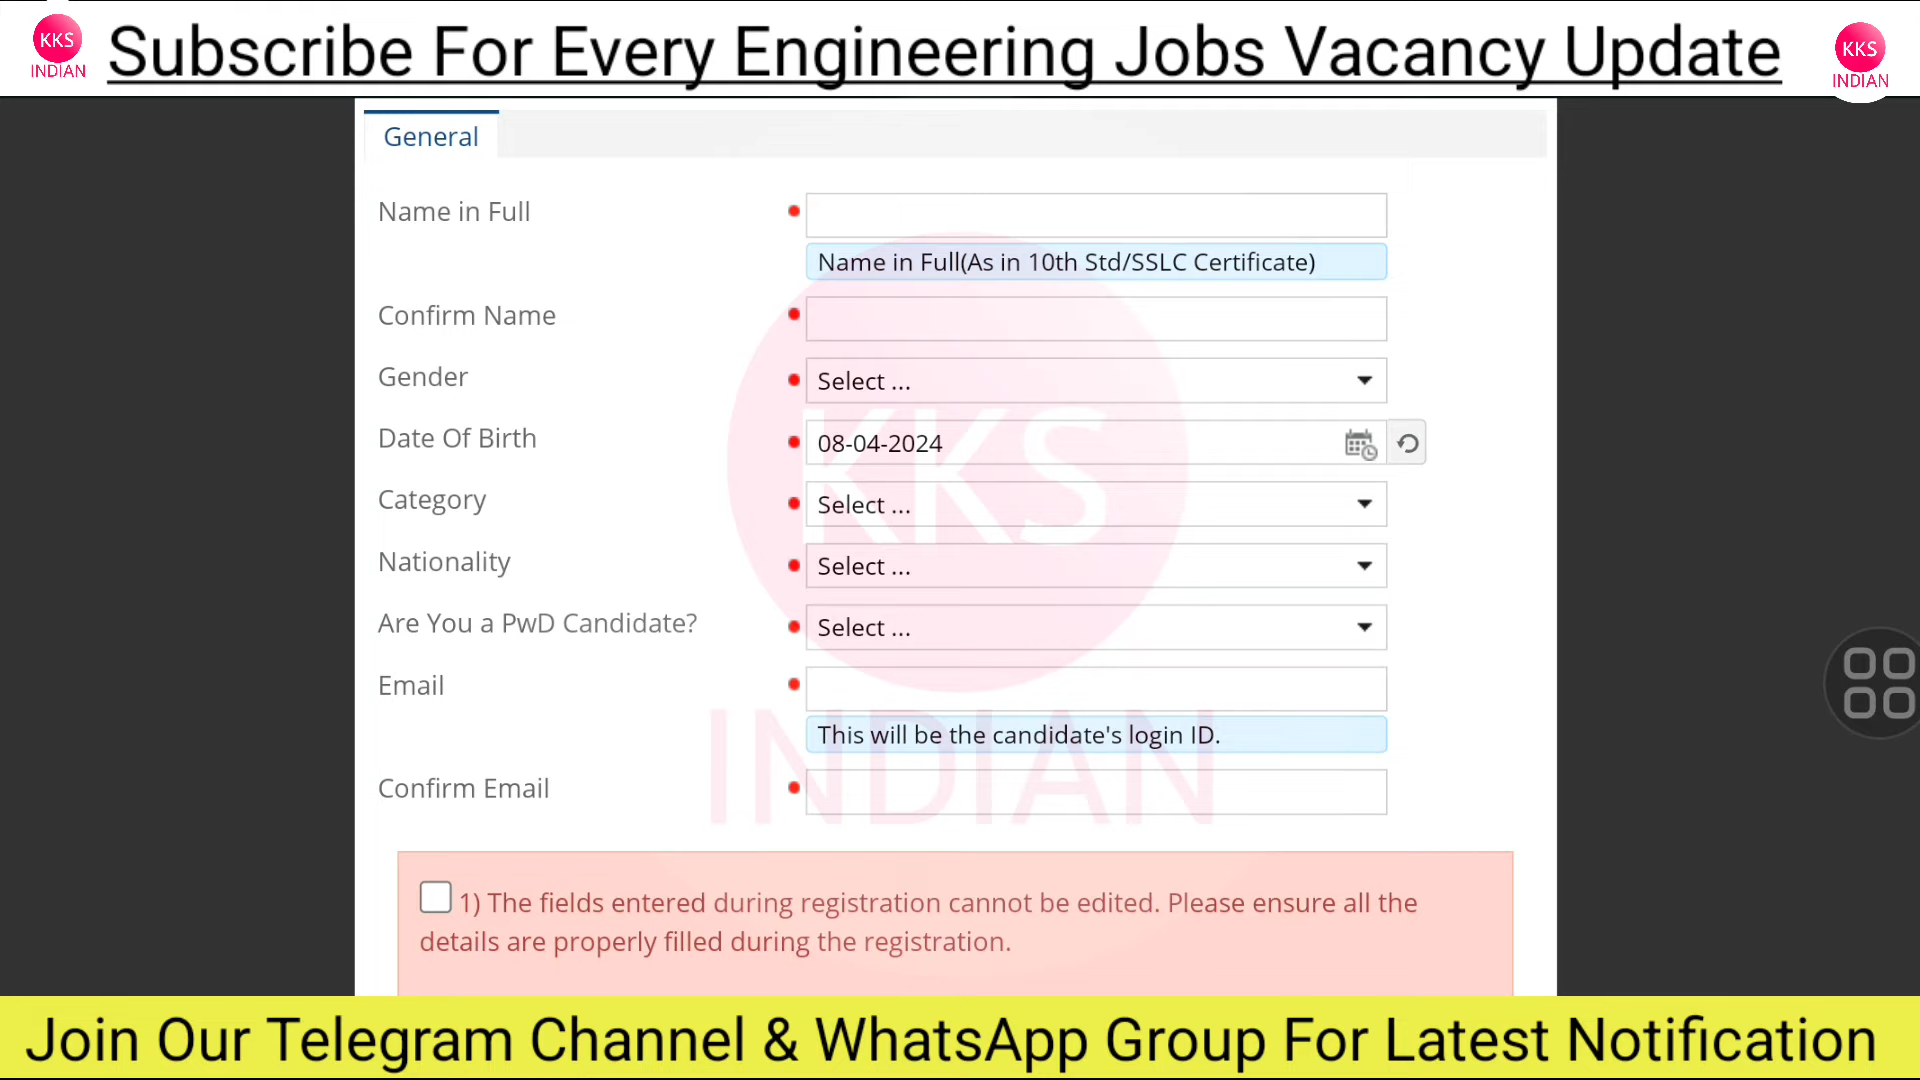 KKS
INDIAN
Subscribe For Every Engineering Jobs Vacancy Update
KKS
INDIAN
General
Name in Full
Name in Full(As in 10th Std/SSLC Certificate)
Confirm Name
Gender
Select ...
Date Of Birth
08-04-2024
Category
Select ...
Nationality
Select ...
Are You a PwD Candidate?
Select ...
Email
This will be the candidate's login ID.
Confirm Email
KKS
INDIAN
1) The fields entered during registration cannot be edited. Please ensure all the
details are properly filled during the registration.
Join Our Telegram Channel & WhatsApp Group For Latest Notification